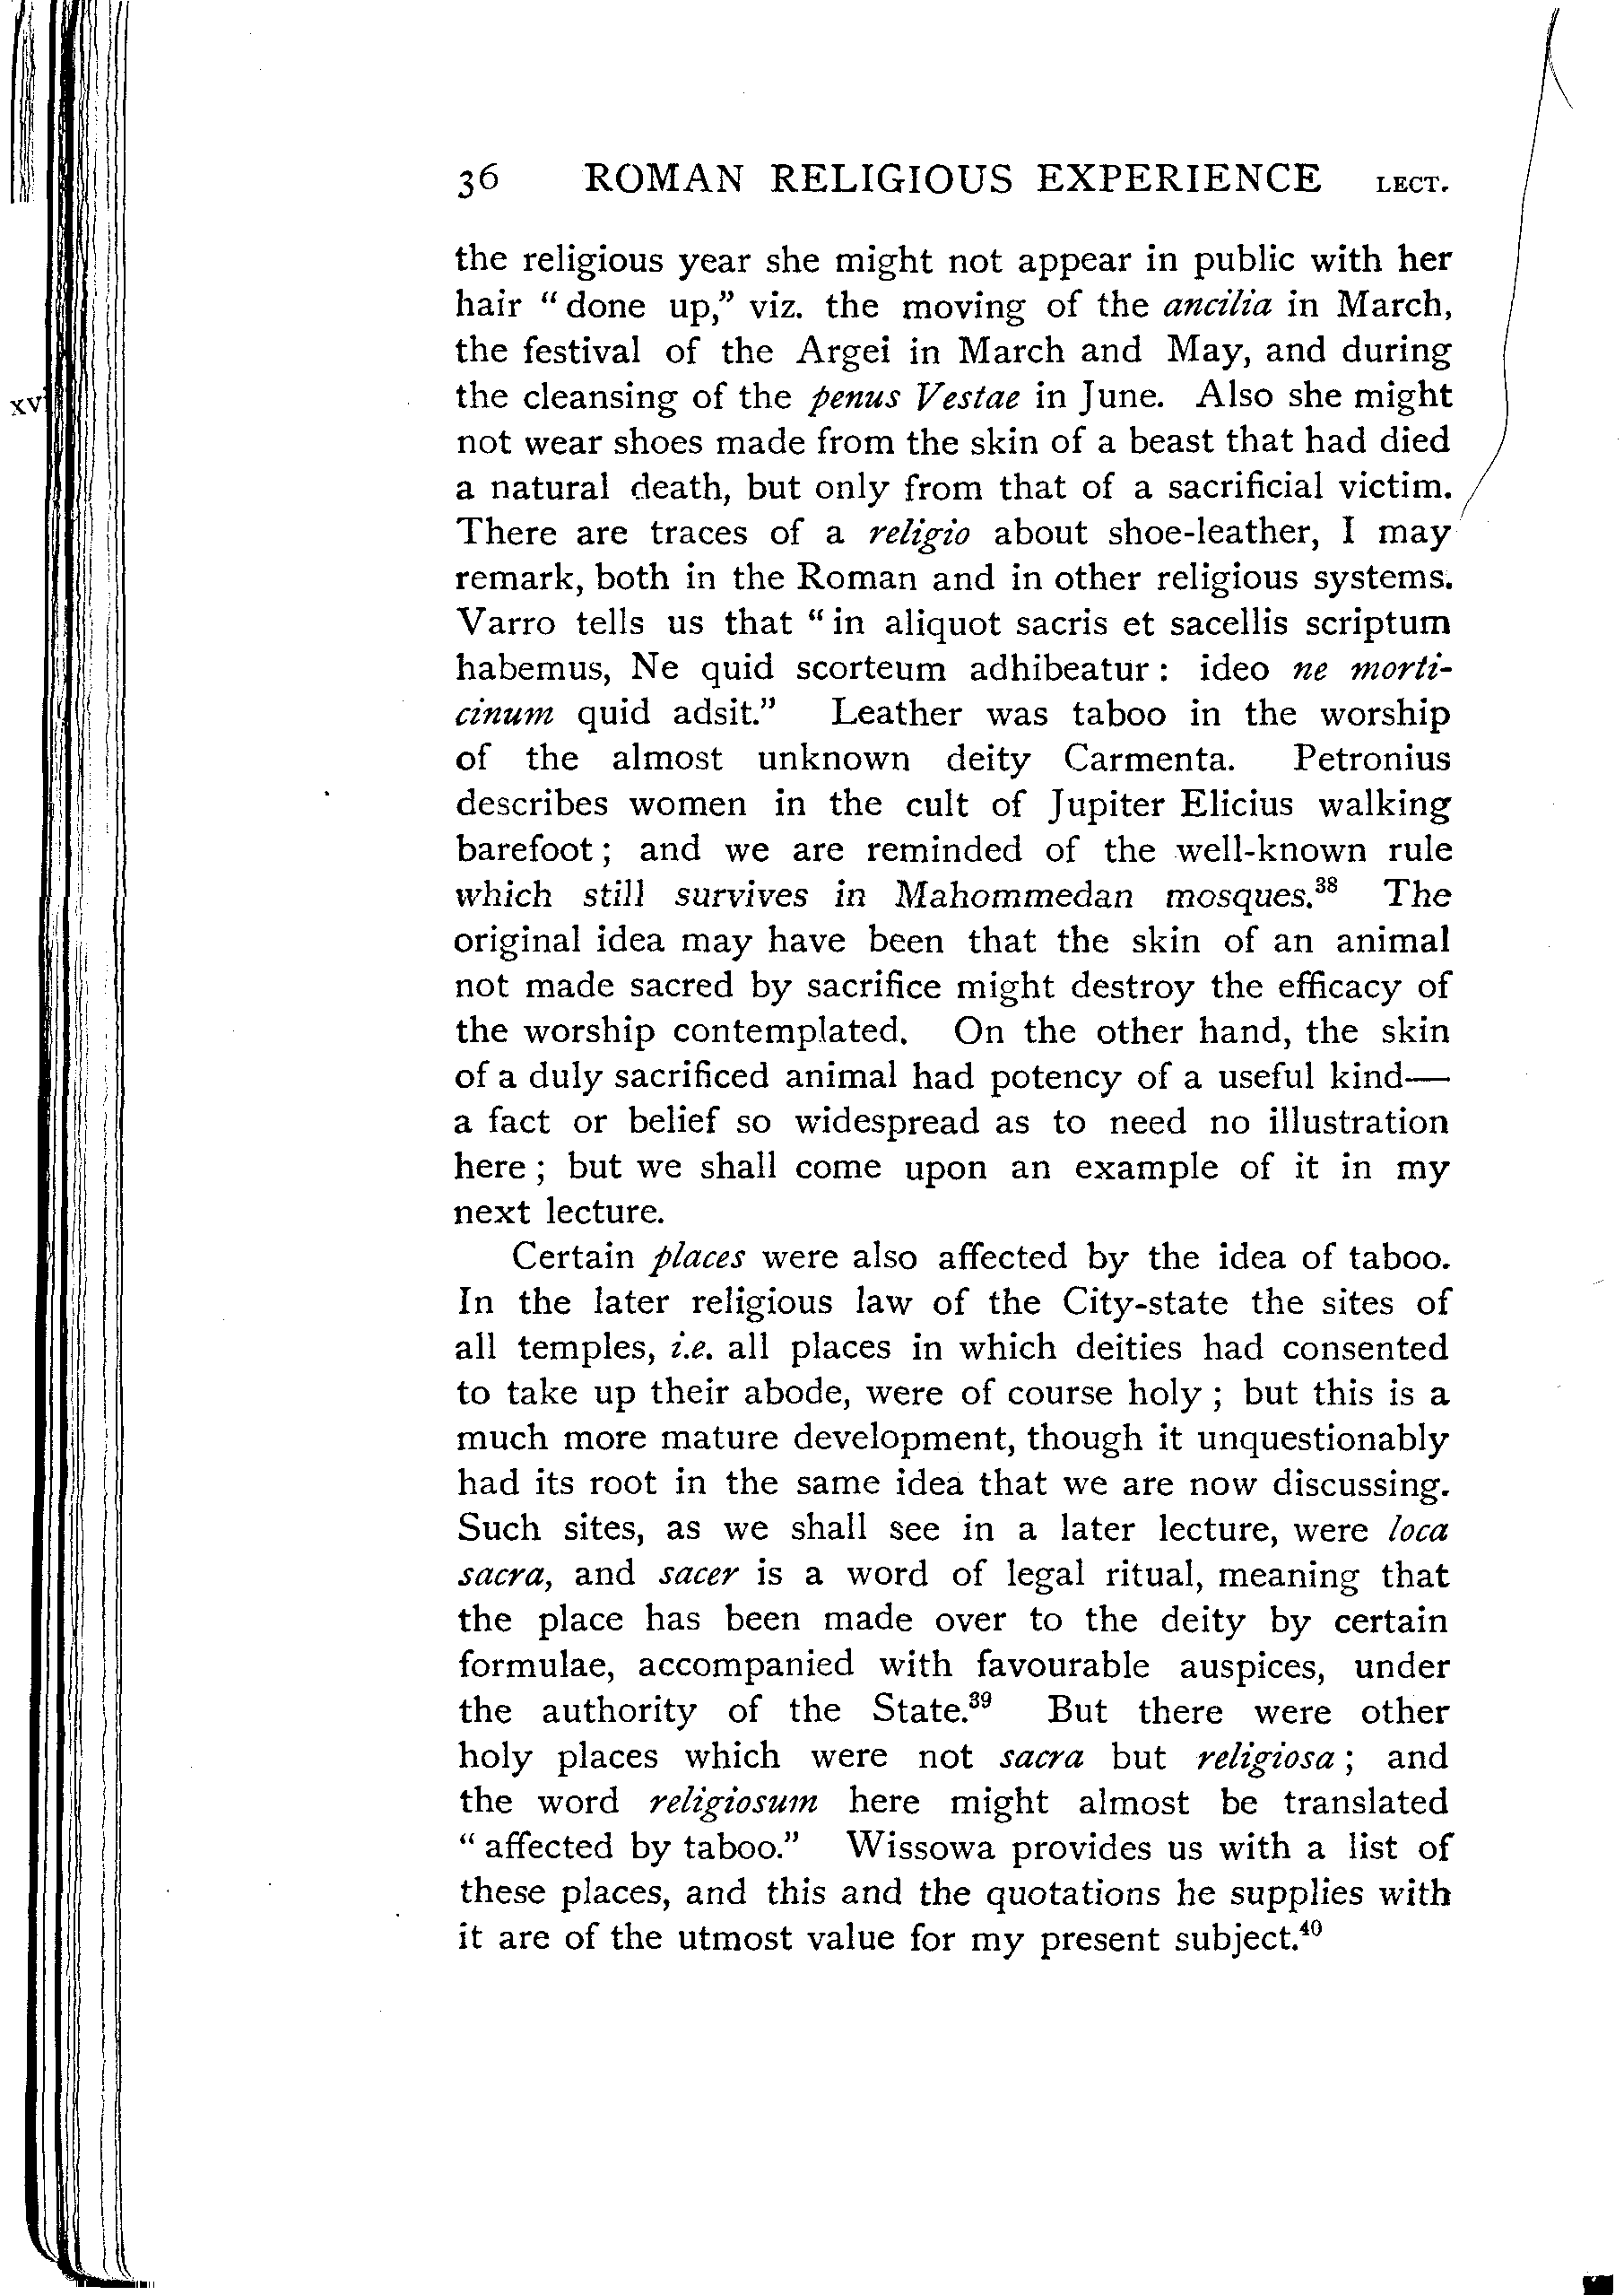 36 ROMAN RELIGIOUS EXPERIENCE LECT.
the religious year she might not appear in public with her
hair “done up,” viz. the moving of the ancilia in March,
the festival of the Argei in March and May, and during
the cleansing of the penus Vestae in June. Also she might
not wear shoes made from the skin of a beast that had died
a natural death, but only from that of a sacrificial victim.
There are traces of a religio about shoe-leather, I may
remark, both in the Roman and in other religious systems.
Varro tells us that “in aliquot sacris et sacellis scriptum
habemus, Ne quid scorteum adhibeatur: ideo ne morti-
cinum quid adsit.” Leather was taboo in the worship
of the almost unknown deity Carmenta. Petronius
describes women in the cult of Jupiter Elicius walking
barefoot; and we are reminded of the well-known rule
which still survives in Mahommedan mosques.³⁸ The
original idea may have been that the skin of an animal
not made sacred by sacrifice might destroy the efficacy of
the worship contemplated. On the other hand, the skin
of a duly sacrificed animal had potency of a useful kind—
a fact or belief so widespread as to need no illustration
here; but we shall come upon an example of it in my
next lecture.
Certain places were also affected by the idea of taboo.
In the later religious law of the City-state the sites of
all temples, i.e. all places in which deities had consented
to take up their abode, were of course holy; but this is a
much more mature development, though it unquestionably
had its root in the same idea that we are now discussing.
Such sites, as we shall see in a later lecture, were loca
sacra, and sacer is a word of legal ritual, meaning that
the place has been made over to the deity by certain
formulae, accompanied with favourable auspices, under
the authority of the State.³⁹ But there were other
holy places which were not sacra but religiosa; and
the word religiosum here might almost be translated
“affected by taboo.” Wissowa provides us with a list of
these places, and this and the quotations he supplies with
it are of the utmost value for my present subject.⁴⁰
xv